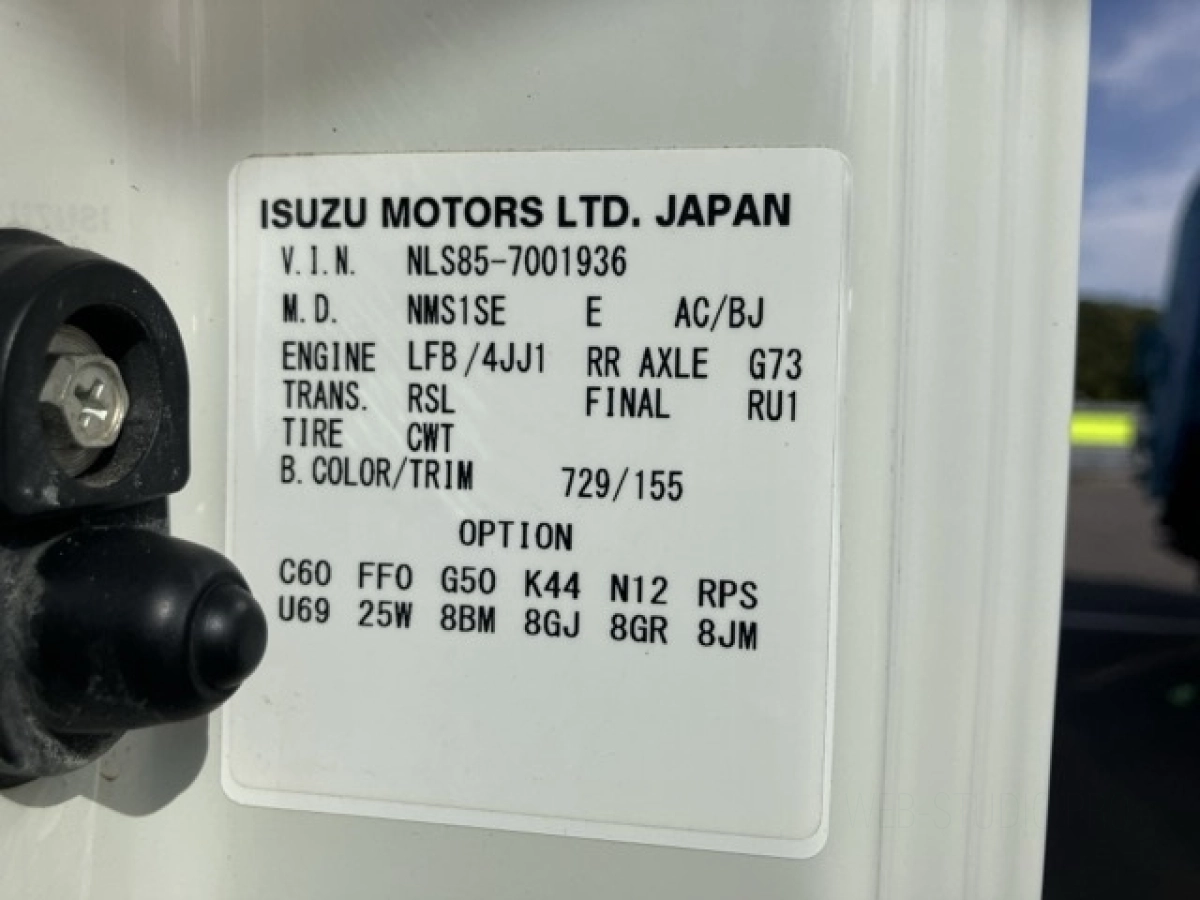 ISUZU MOTORS LTD. JAPAN
V.I.N. NLS85-7001936
M.D. NMS1SE E AC/BJ
ENGINE LFB/4JJ1 RR AXLE G73
TRANS. RSL FINAL RU1
TIRE CWT
B.COLOR/TRIM 729/155
OPTION
C60 FF0 G50 K44 N12 RPS
U69 25W 8BM 8GJ 8GR 8JM